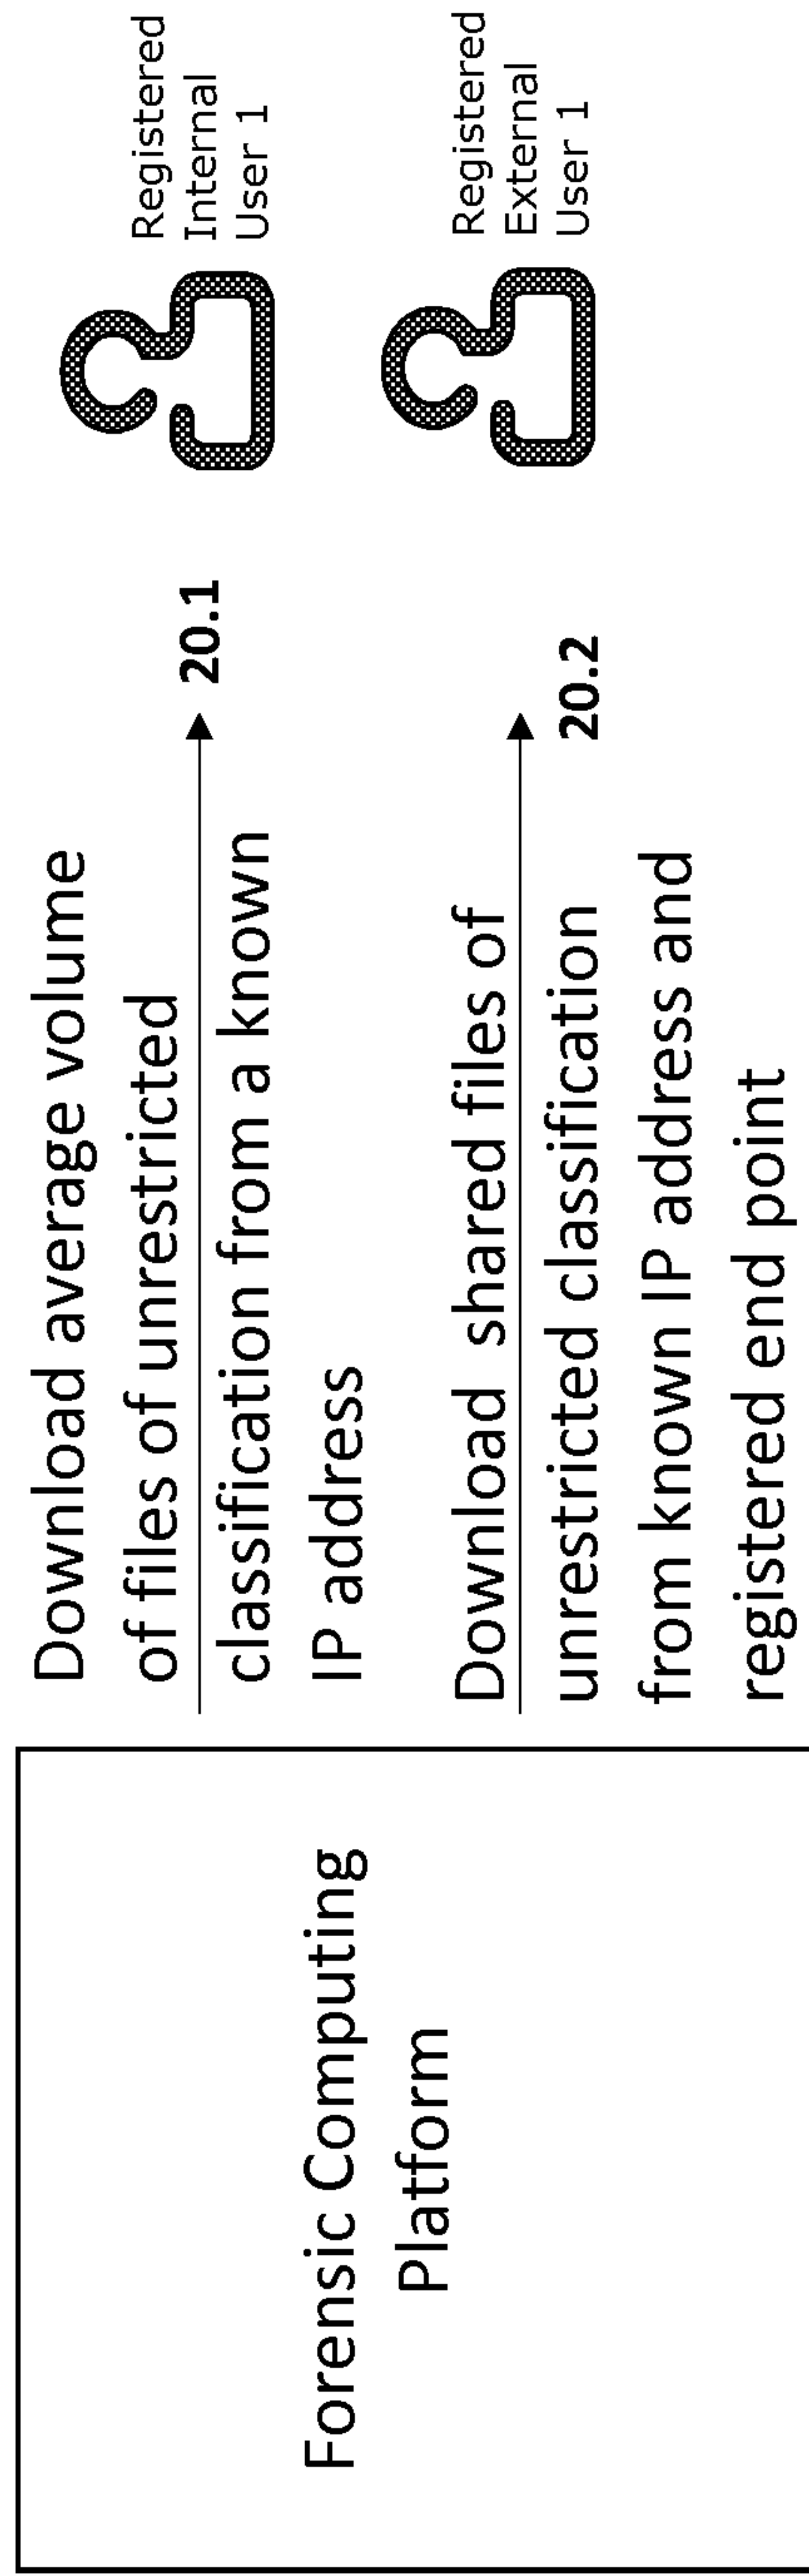 Forensic Computing
Platform
Download average volume
of files of unrestricted
classification from a known
IP address
20.1
Registered
Internal
User 1
Download shared files of
unrestricted classification
from known IP address and
registered end point
20.2
Registered
External
User 1